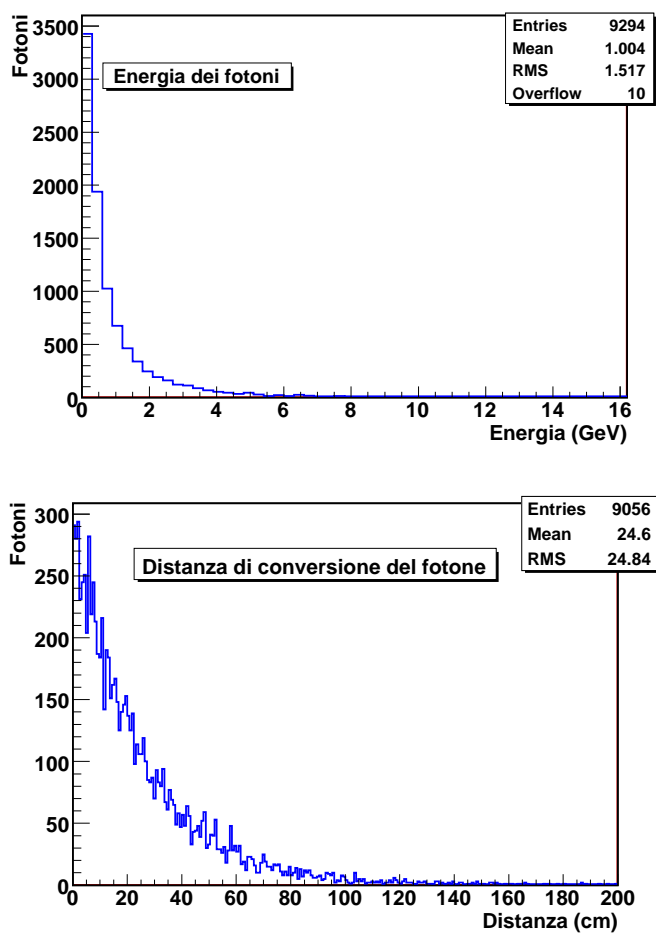 Entries 9294
Mean 1.004
RMS 1.517
Overflow 10
Energia dei fotoni
Fotoni
3500
3000
2500
2000
1500
1000
500
0
0 2 4 6 8 10 12 14 16
Energia (GeV)
Entries 9056
Mean 24.6
RMS 24.84
Distanza di conversione del fotone
Fotoni
300
250
200
150
100
50
0
0 20 40 60 80 100 120 140 160 180 200
Distanza (cm)